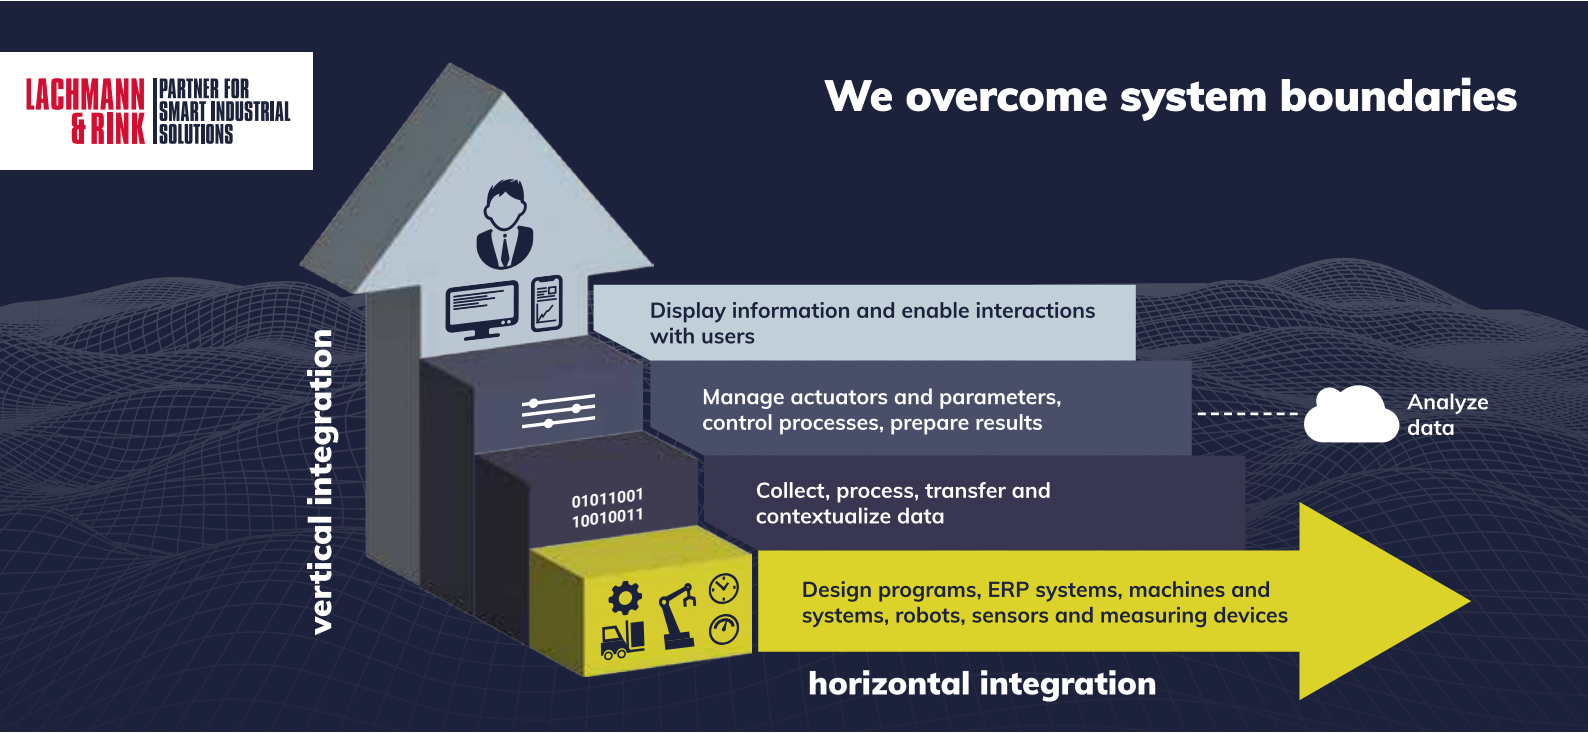 LACHMANN
& RINK
PARTNER FOR
SMART INDUSTRIAL
SOLUTIONS
We overcome system boundaries
vertical integration
Display information and enable interactions
with users
Manage actuators and parameters,
control processes, prepare results
Analyze
data
01011001
10010011
Collect, process, transfer and
contextualize data
Design programs, ERP systems, machines and
systems, robots, sensors and measuring devices
horizontal integration